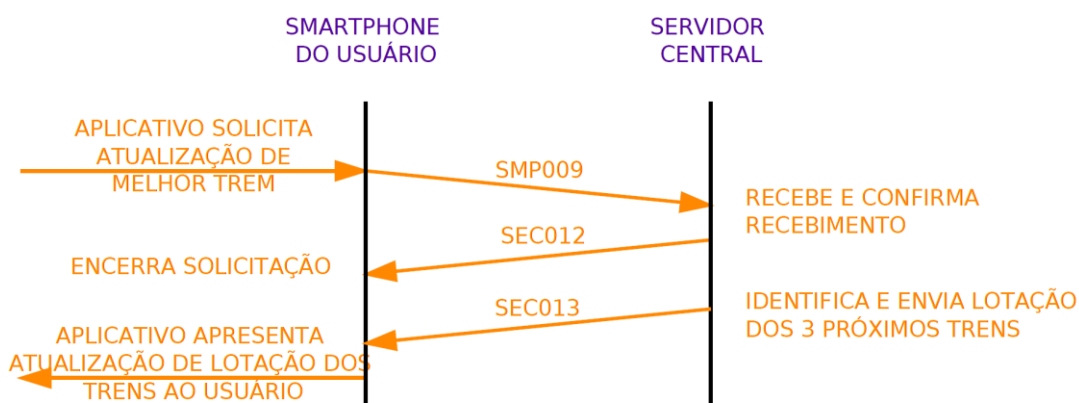 SMARTPHONE
DO USUÁRIO
SERVIDOR
CENTRAL
APLICATIVO SOLICITA
ATUALIZAÇÃO DE
MELHOR TREM
SMP009
RECEBE E CONFIRMA
RECEBIMENTO
SEC012
ENCERRA SOLICITAÇÃO
SEC013
IDENTIFICA E ENVIA LOTAÇÃO
DOS 3 PRÓXIMOS TRENS
APLICATIVO APRESENTA
ATUALIZAÇÃO DE LOTAÇÃO DOS
TRENS AO USUÁRIO